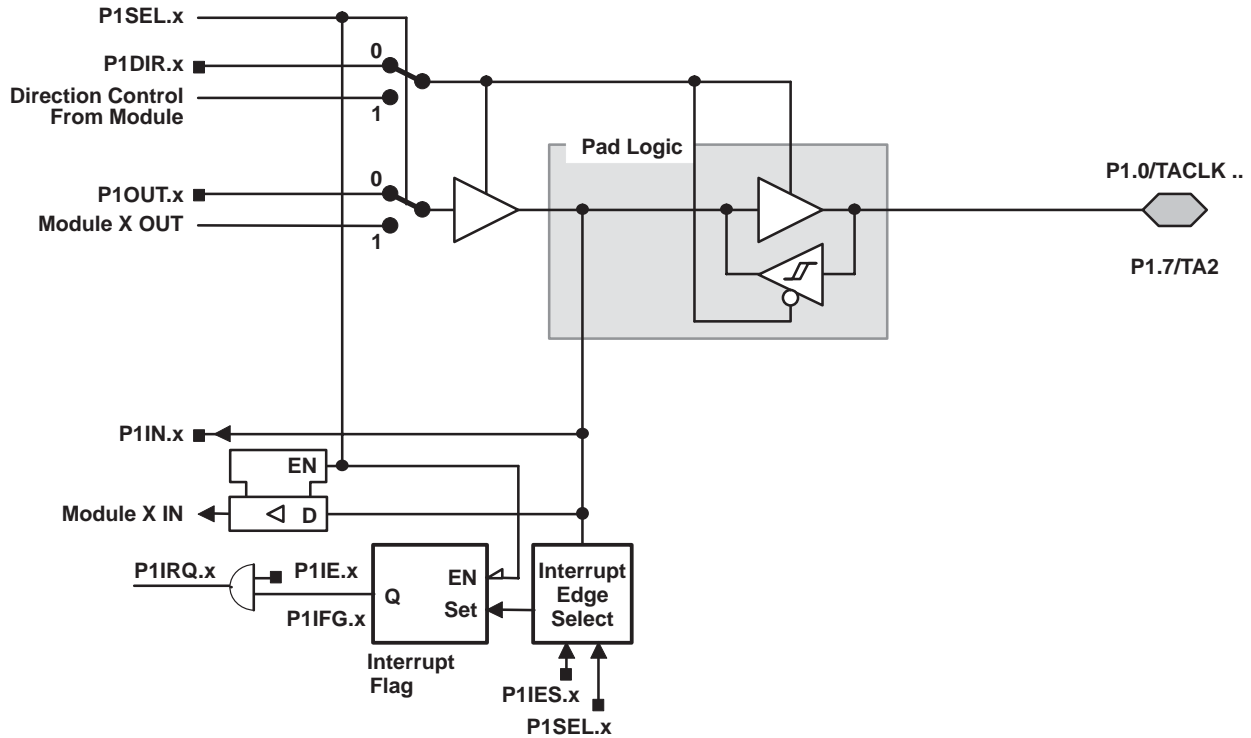 P1SEL.x
0
P1DIR.x
Direction Control
From Module
1
Pad Logic
P1.0/TACLK ..
0
P1OUT.x
Module X OUT
1
P1.7/TA2
P1IN.x
EN
Module X IN
D
P1IRQ.x
P1IE.x
P1IFG.x
Q
EN
Set
Interrupt
Edge
Select
Interrupt
Flag
P1IES.x
P1SEL.x